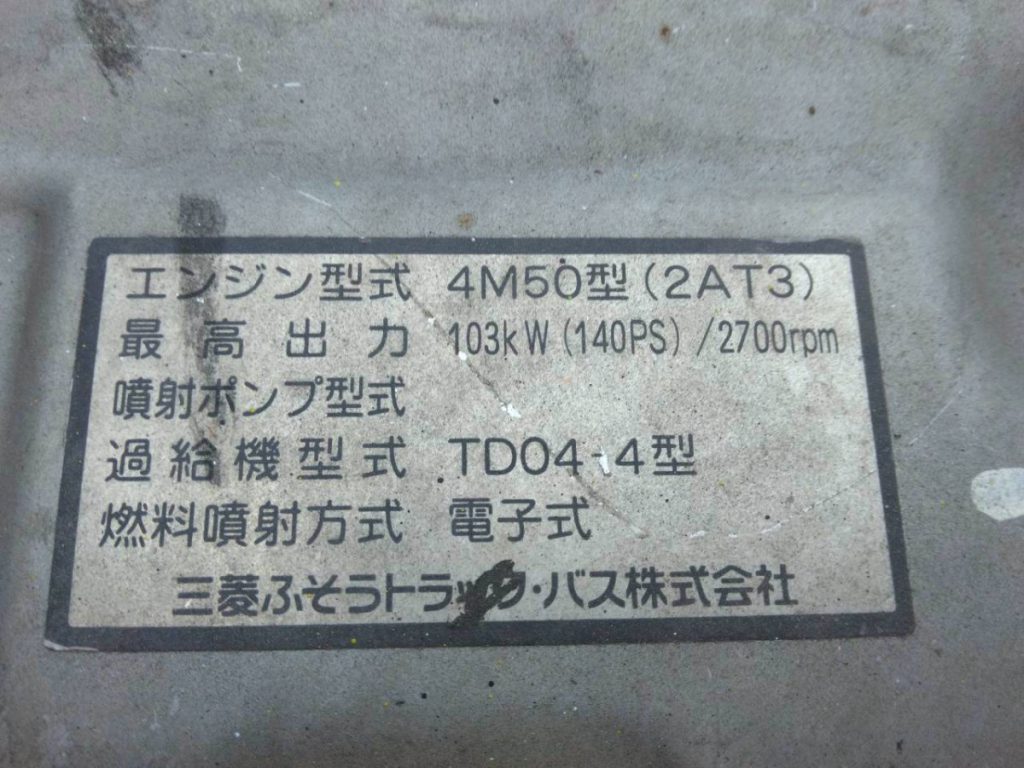 エンジン型式 4M50型(2AT3)
最高出力 103kW(140PS)/2700rpm
噴射ポンプ型式
過給機型式 TD04-4型
燃料噴射方式 電子式
三菱ふそうトラック・バス株式会社